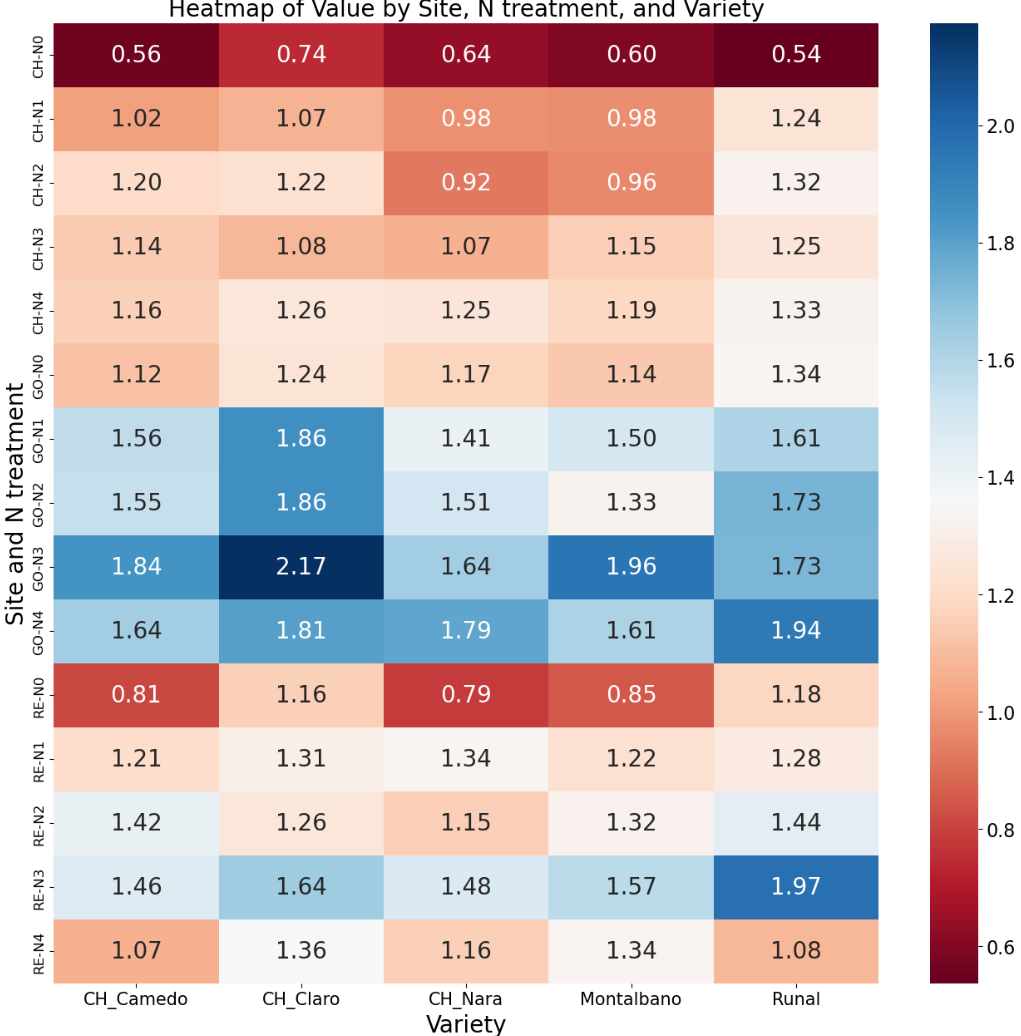 Heatmap of Value by Site, N treatment, and Variety
CH-N0 0.56 0.74 0.64 0.60 0.54
CH-N1 1.02 1.07 0.98 0.98 1.24
CH-N2 1.20 1.22 0.92 0.96 1.32
CH-N3 1.14 1.08 1.07 1.15 1.25
CH-N4 1.16 1.26 1.25 1.19 1.33
GO-N0 1.12 1.24 1.17 1.14 1.34
GO-N1 1.56 1.86 1.41 1.50 1.61
GO-N2 1.55 1.86 1.51 1.33 1.73
GO-N3 1.84 2.17 1.64 1.96 1.73
GO-N4 1.64 1.81 1.79 1.61 1.94
RE-N0 0.81 1.16 0.79 0.85 1.18
RE-N1 1.21 1.31 1.34 1.22 1.28
RE-N2 1.42 1.26 1.15 1.32 1.44
RE-N3 1.46 1.64 1.48 1.57 1.97
RE-N4 1.07 1.36 1.16 1.34 1.08
CH_Camedo CH_Claro CH_Nara Montalbano Runal
Variety
Site and N treatment
2.0
1.8
1.6
1.4
1.2
1.0
0.8
0.6